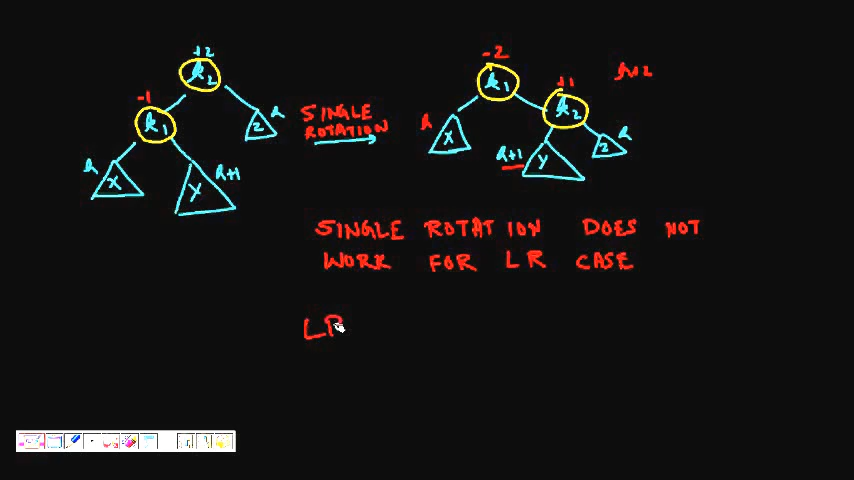 +2
k2
-1
k1
h
z
h
X
Y
h+1
SINGLE
ROTATION
-2
k1
+1
k2
h+2
h
X
h+1
Y
z
h
SINGLE ROTATION DOES NOT
WORK FOR LR CASE
LR